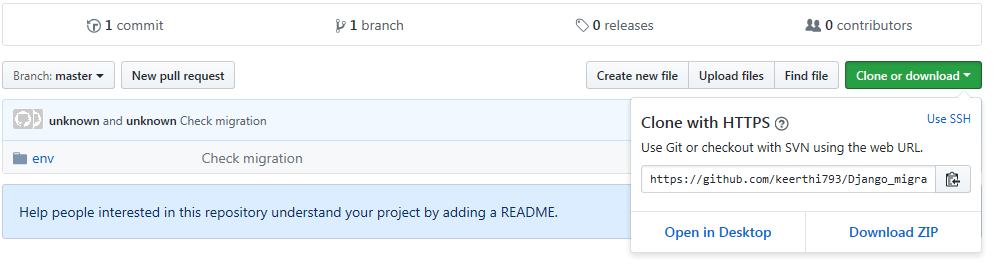 1 commit 1 branch 0 releases 0 contributors
Branch: master New pull request Create new file Upload files Find file Clone or download
unknown and unknown Check migration
env Check migration
Help people interested in this repository understand your project by adding a README.
Clone with HTTPS Use SSH
Use Git or checkout with SVN using the web URL.
https://github.com/keerthi793/Django_migra
Open in Desktop Download ZIP